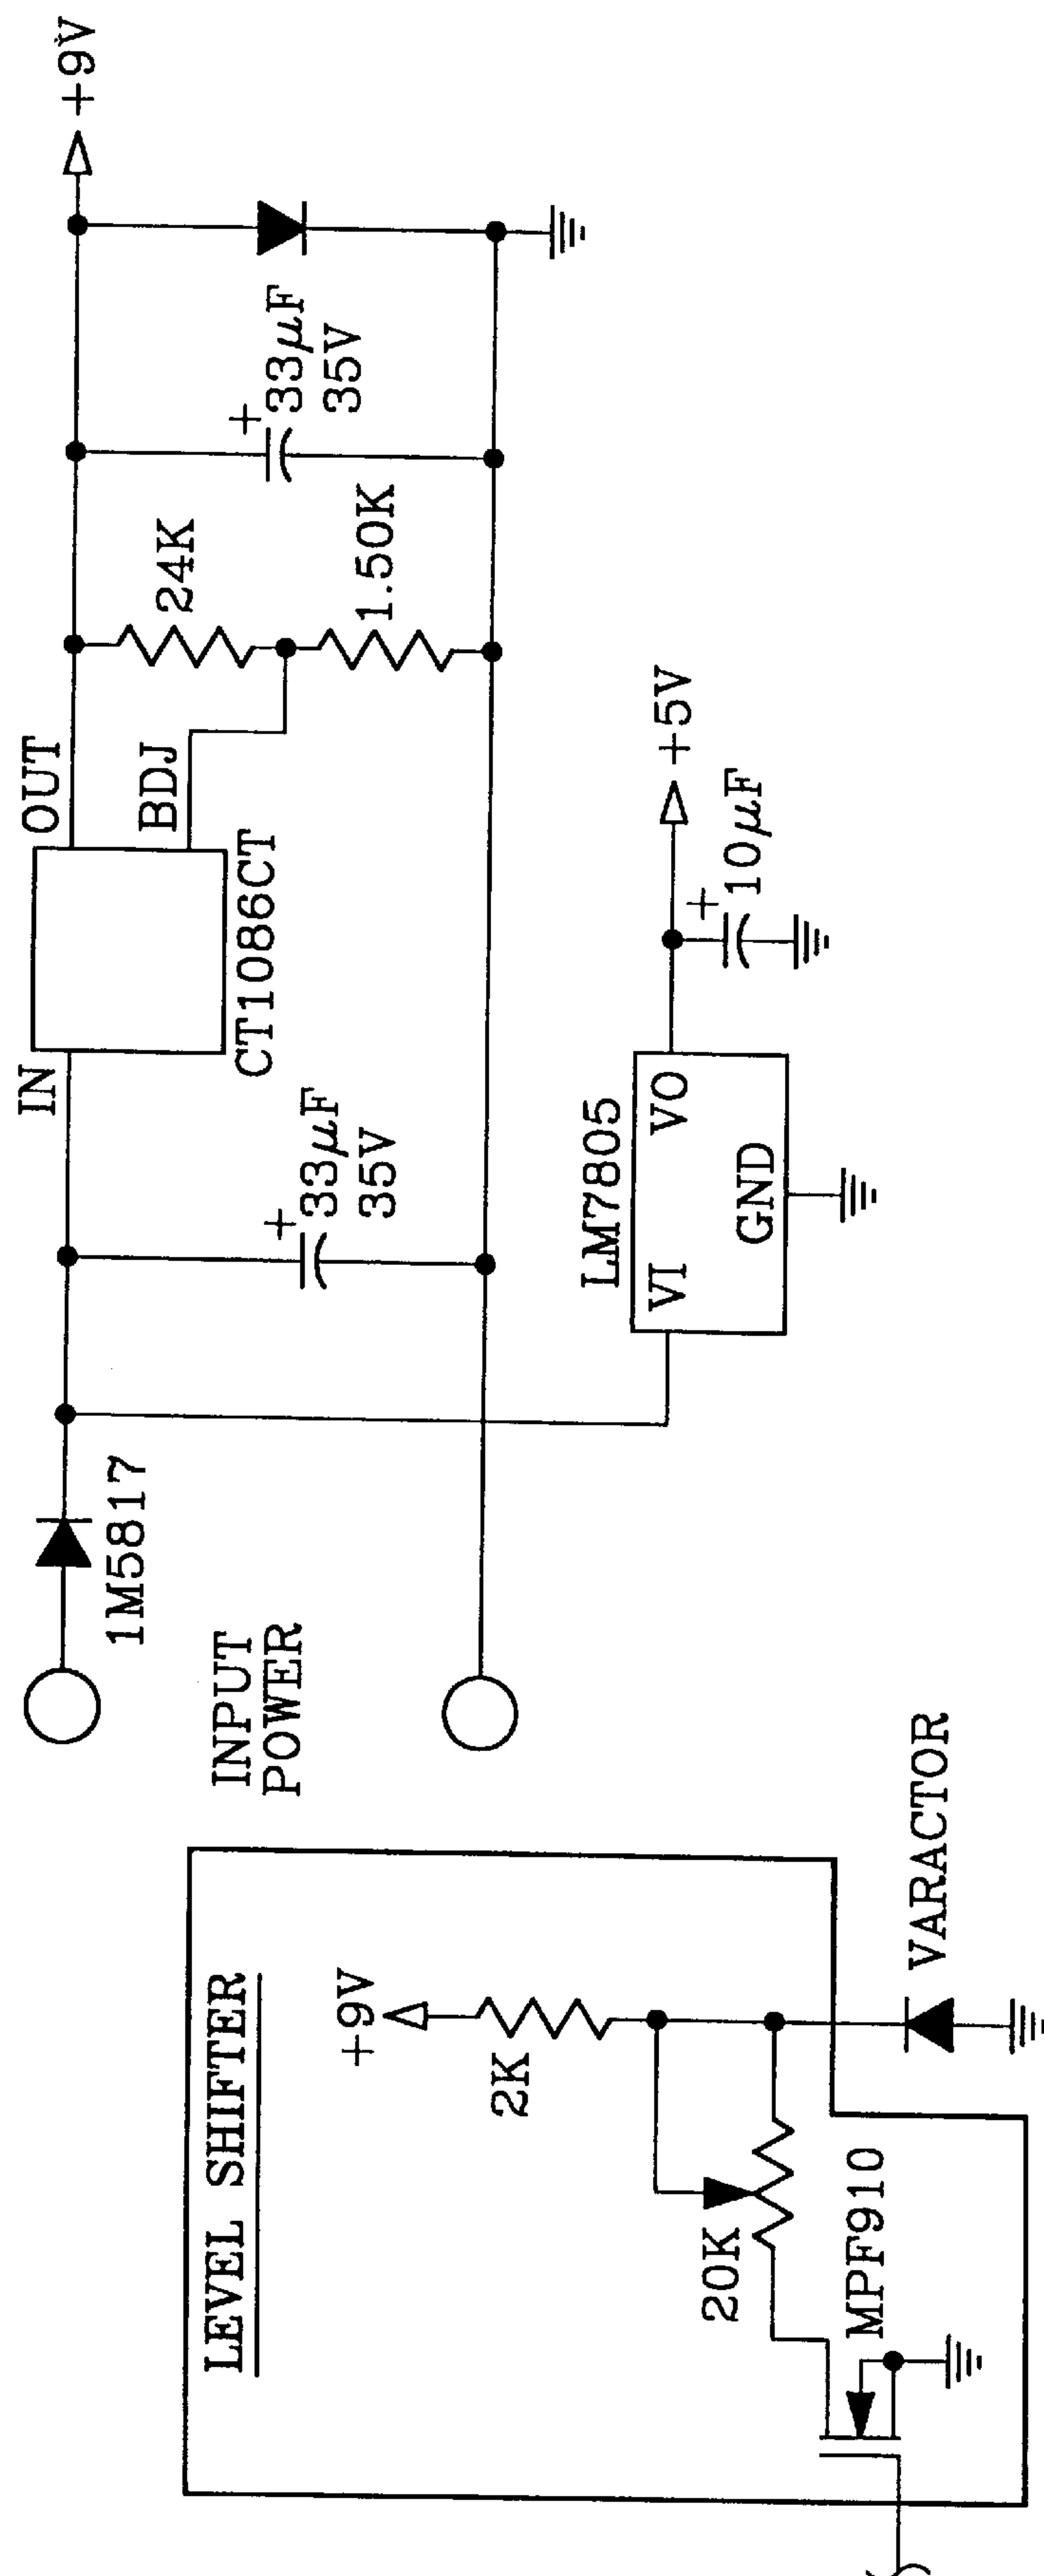 LEVEL SHIFTER
+9V
2K
20K
MPF910
VARACTOR
INPUT
POWER
1M5817
33µF
35V
IN
OUT
BDJ
CT1086CT
24K
1.50K
33µF
35V
+9V
LM7805
VI
VO
GND
+5V
10µF
+
+
+